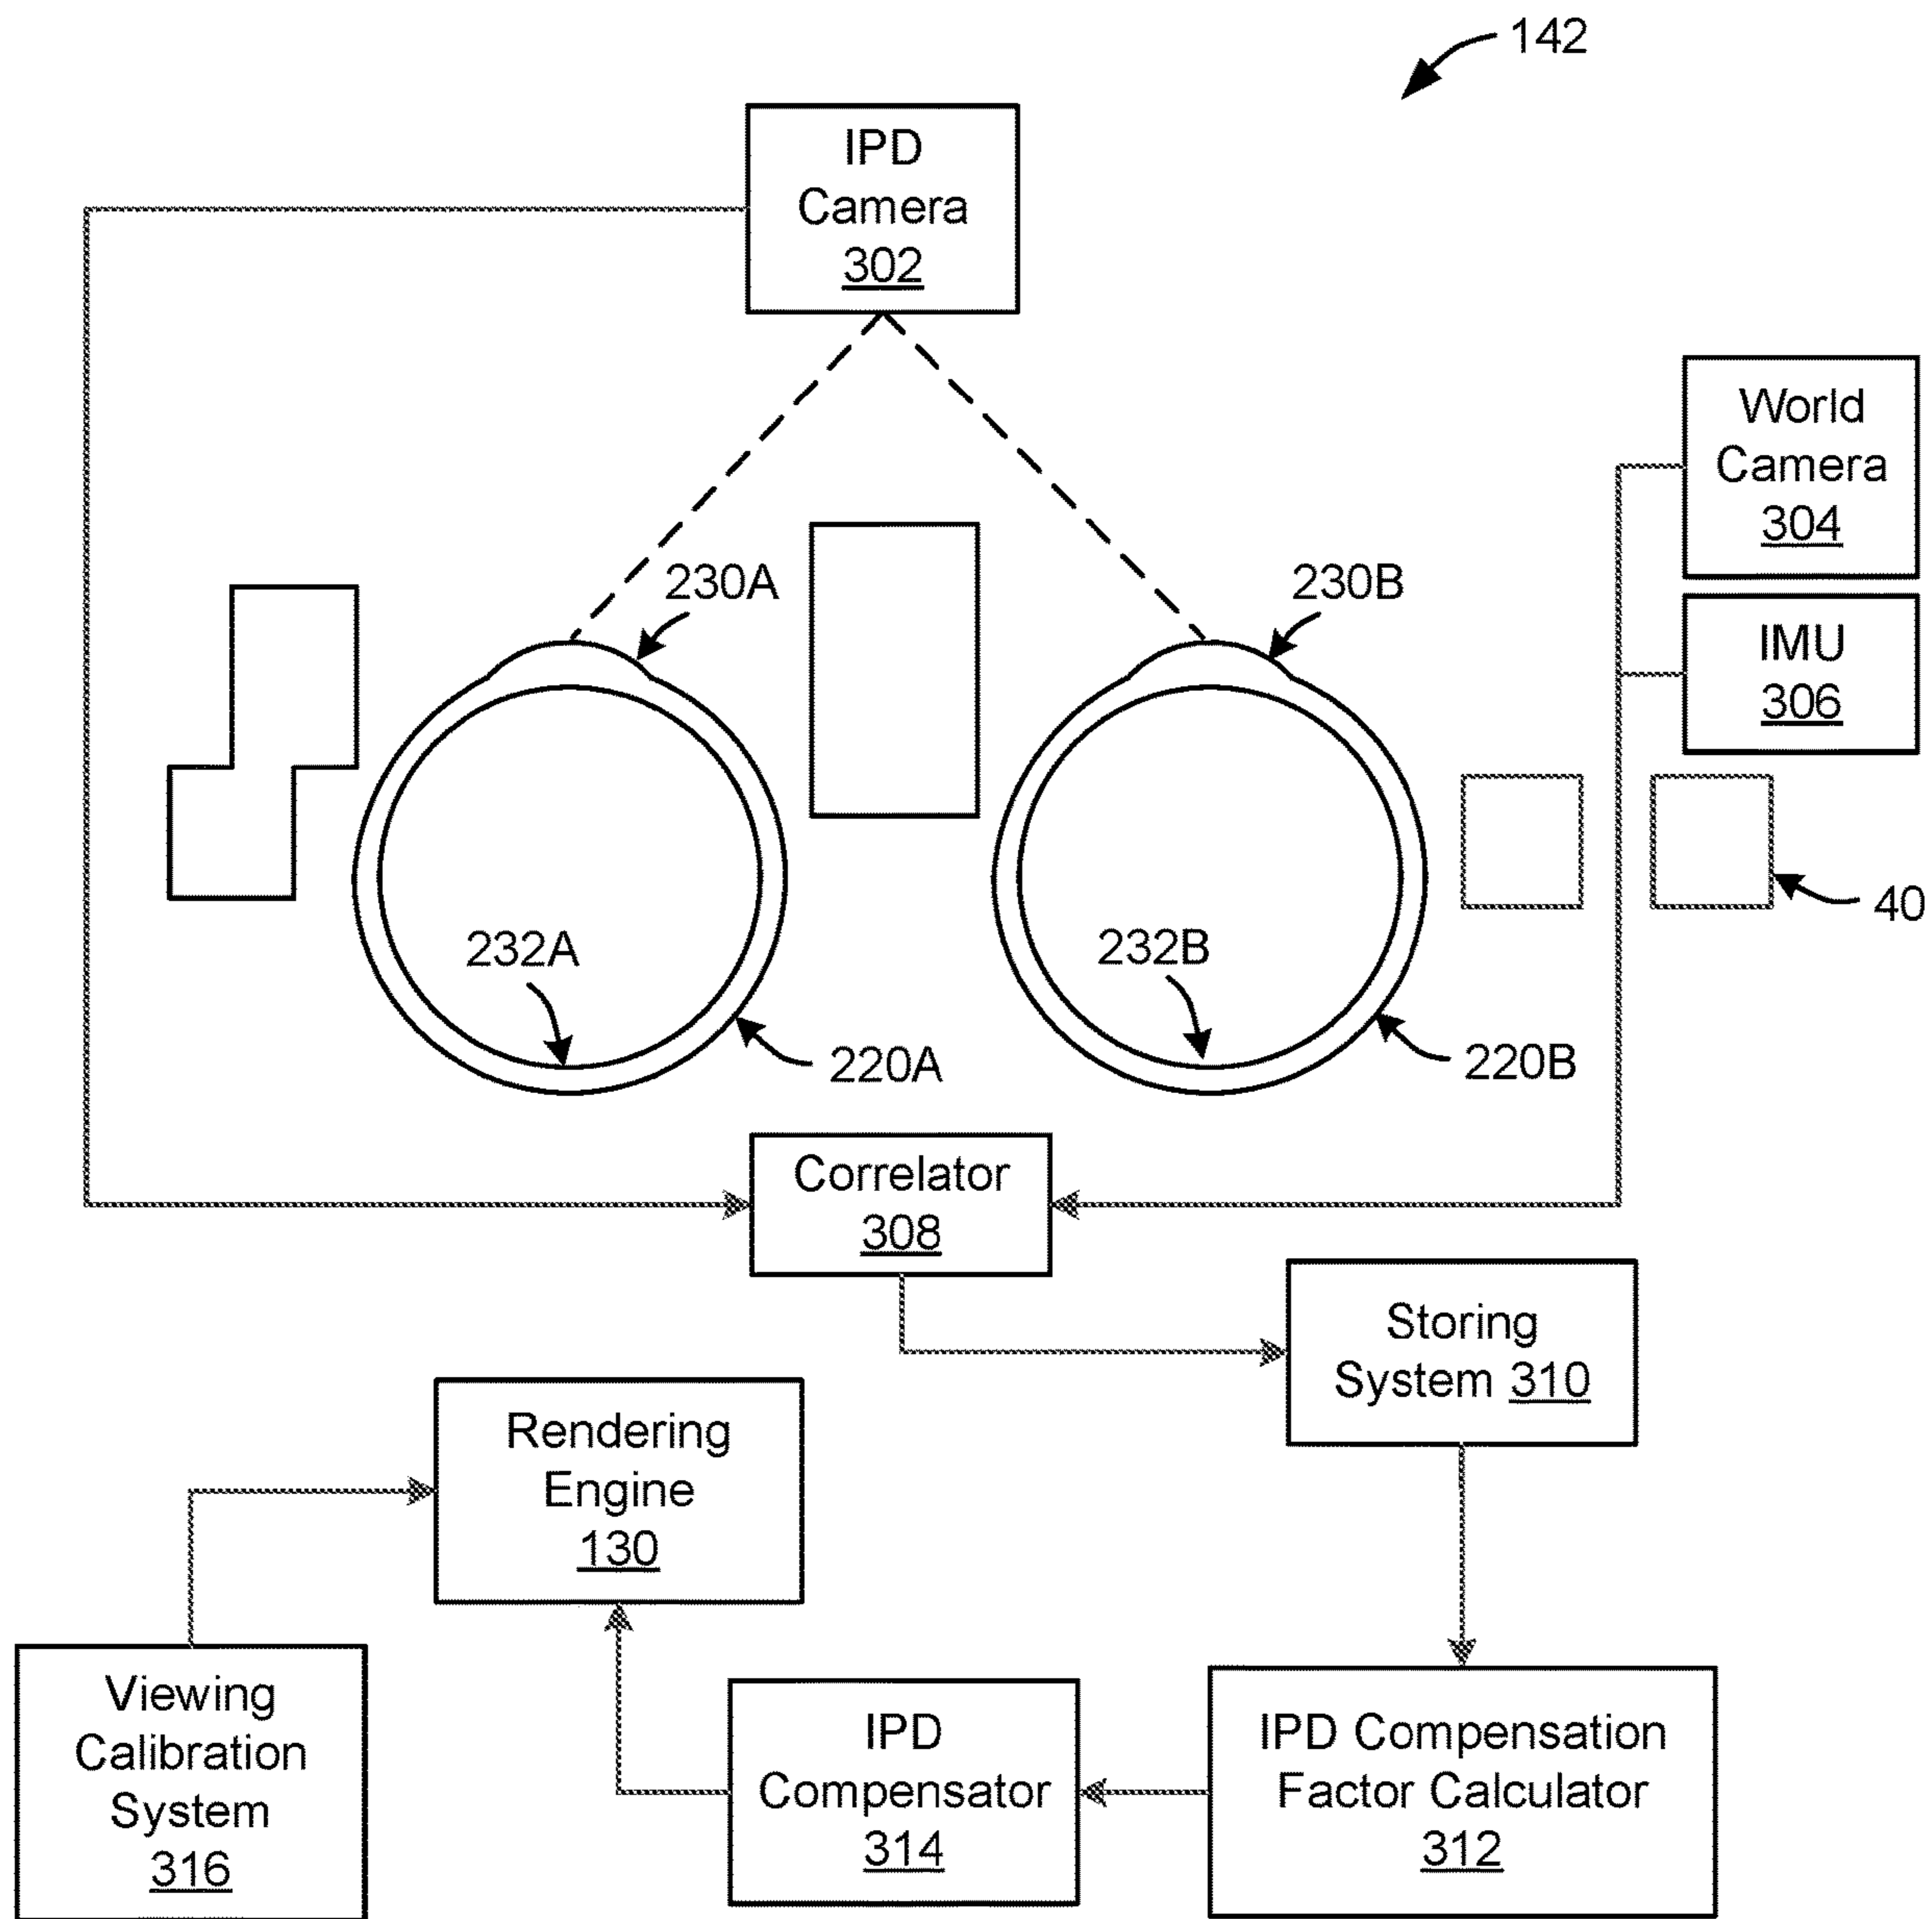 142
IPD
Camera
302
World
Camera
304
230A
230B
IMU
306
40
232A
232B
220A
220B
Correlator
308
Storing
System 310
Rendering
Engine
130
Viewing
Calibration
System
316
IPD
Compensator
314
IPD Compensation
Factor Calculator
312